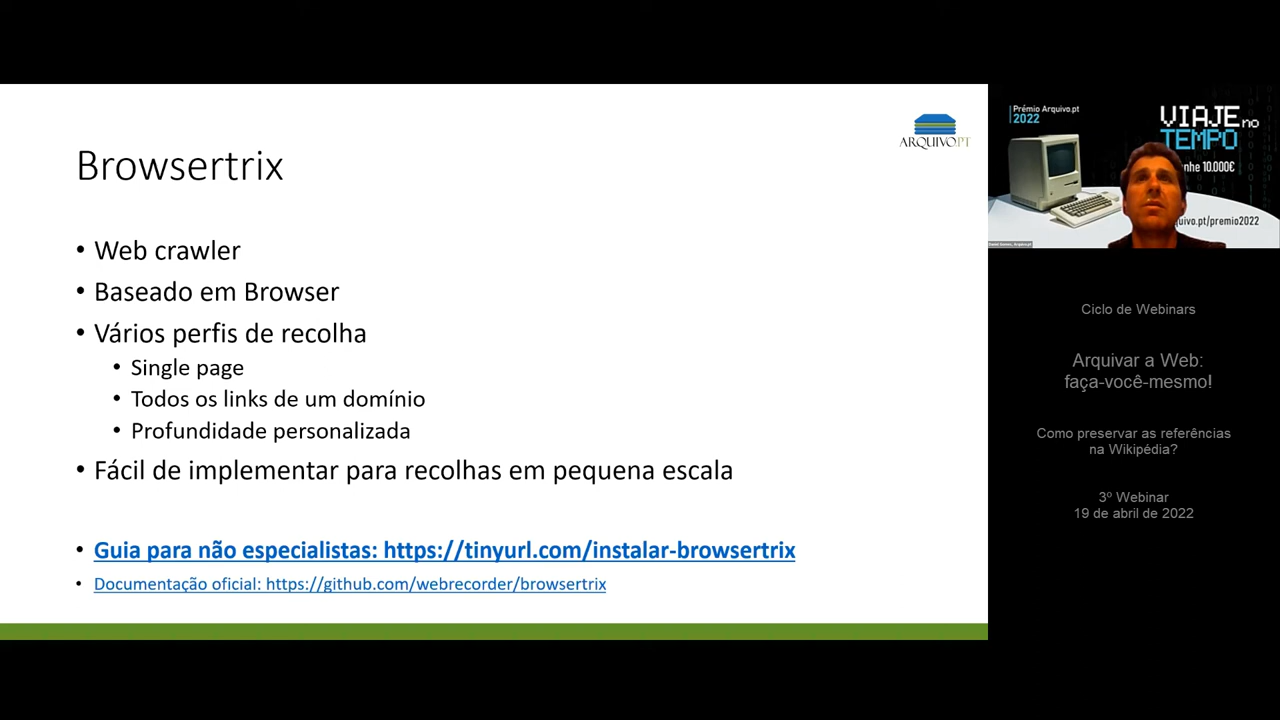 Browsertrix
ARQUIVO.PT
• Web crawler
• Baseado em Browser
• Vários perfis de recolha
• Single page
• Todos os links de um domínio
• Profundidade personalizada
• Fácil de implementar para recolhas em pequena escala
• Guia para não especialistas: https://tinyurl.com/instalar-browsertrix
• Documentação oficial: https://github.com/webrecorder/browsertrix
Prémio Arquivo.pt
2022
VIAJE no
TEMPO
nhe 10.000€
quivo.pt/premio2022
Ciclo de Webinars
Arquivar a Web:
faça-você-mesmo!
Como preservar as referências
na Wikipédia?
3º Webinar
19 de abril de 2022